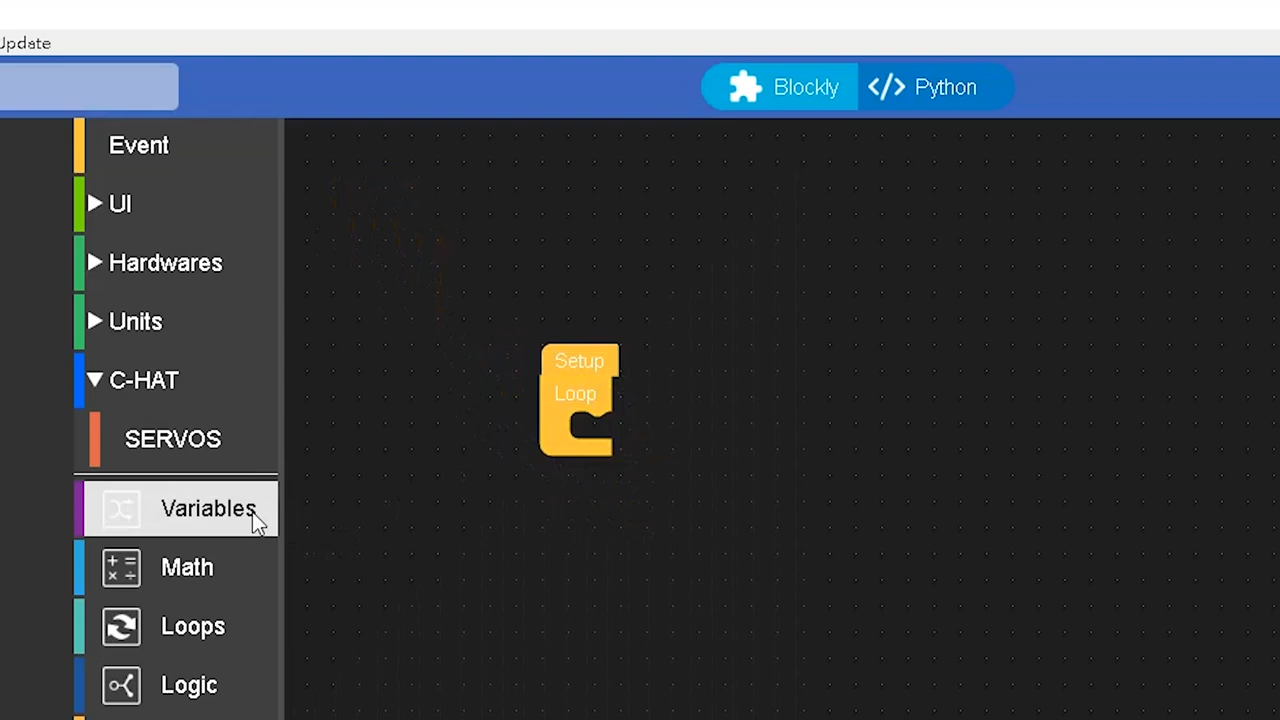 Update
Blockly
</> Python
Event
UI
Hardwares
Units
C-HAT
SERVOS
Variables
Math
Loops
Logic
Setup
Loop